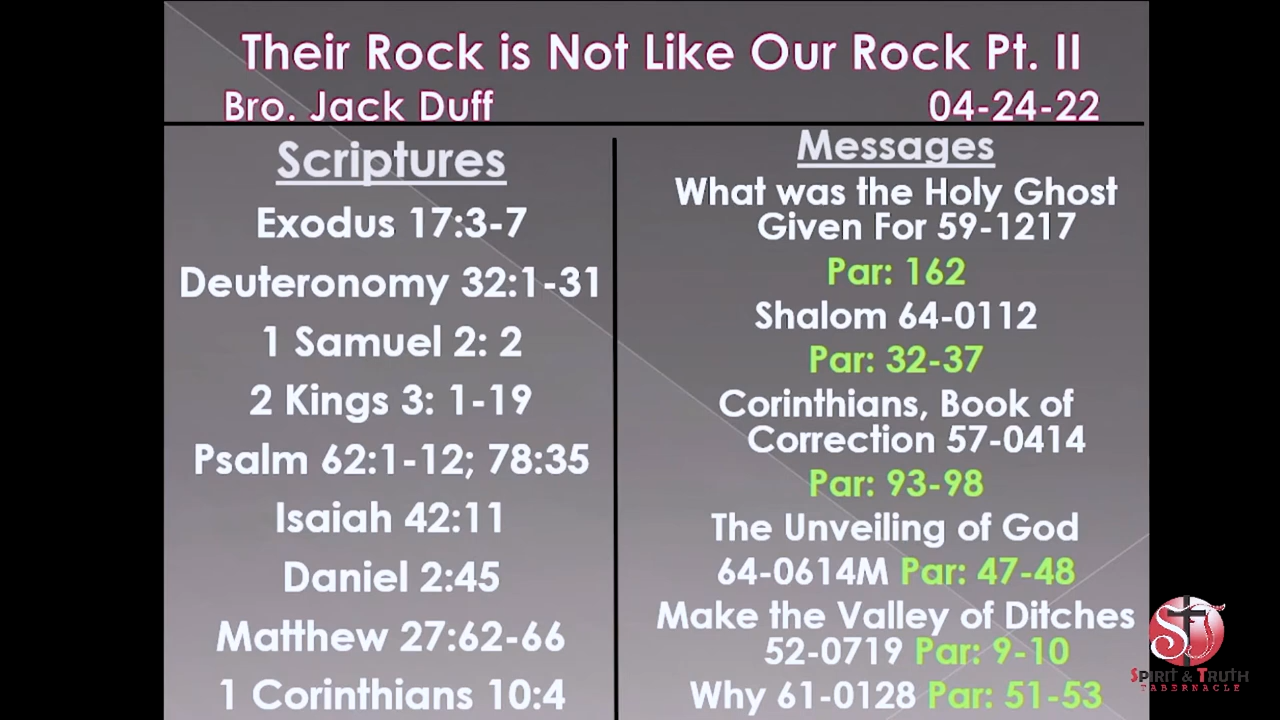 Their Rock is Not Like Our Rock Pt. II
Bro. Jack Duff 04-24-22
Scriptures
Exodus 17:3-7
Deuteronomy 32:1-31
1 Samuel 2: 2
2 Kings 3: 1-19
Psalm 62:1-12; 78:35
Isaiah 42:11
Daniel 2:45
Matthew 27:62-66
1 Corinthians 10:4
Messages
What was the Holy Ghost
Given For 59-1217
Par: 162
Shalom 64-0112
Par: 32-37
Corinthians, Book of
Correction 57-0414
Par: 93-98
The Unveiling of God
64-0614M Par: 47-48
Make the Valley of Ditches
52-0719 Par: 9-10
Why 61-0128 Par: 51-53
ST
SPIRIT & TRUTH
TABERNACLE